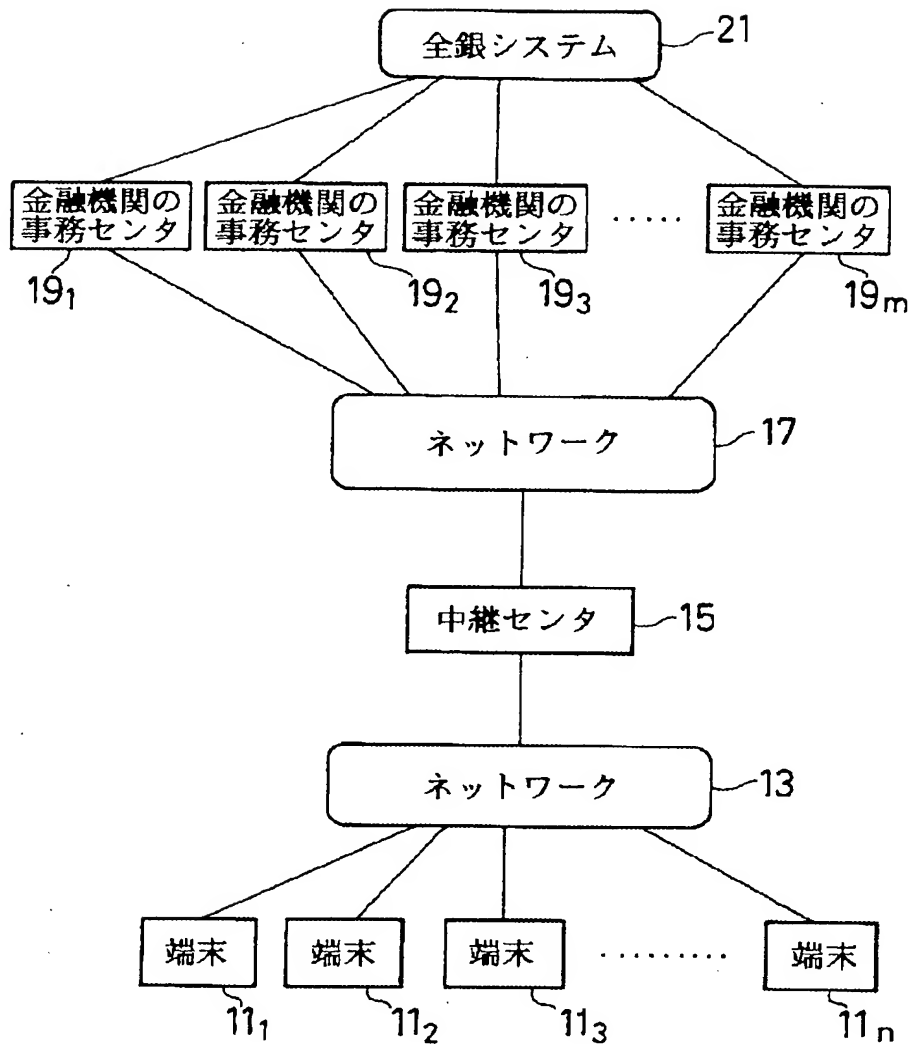 全銀システム
21
金融機関の
事務センタ
金融機関の
事務センタ
金融機関の
事務センタ
.....
金融機関の
事務センタ
19₁
19₂
19₃
19ₘ
ネットワーク
17
中継センタ
15
ネットワーク
13
端末
端末
端末
.........
端末
11₁
11₂
11₃
11ₙ